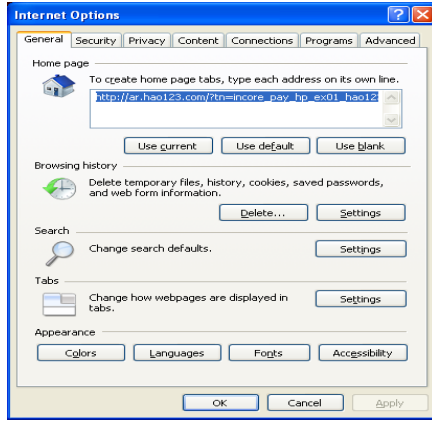 Internet Options
General Security Privacy Content Connections Programs Advanced
Home page
To create home page tabs, type each address on its own line.
http://ar.hao123.com/?tn=incore_pay_hp_ex01_hao12
Use current Use default Use blank
Browsing history
Delete temporary files, history, cookies, saved passwords,
and web form information.
Delete... Settings
Search
Change search defaults. Settings
Tabs
Change how webpages are displayed in Settings
tabs.
Appearance
Colors Languages Fonts Accessibility
OK Cancel Apply